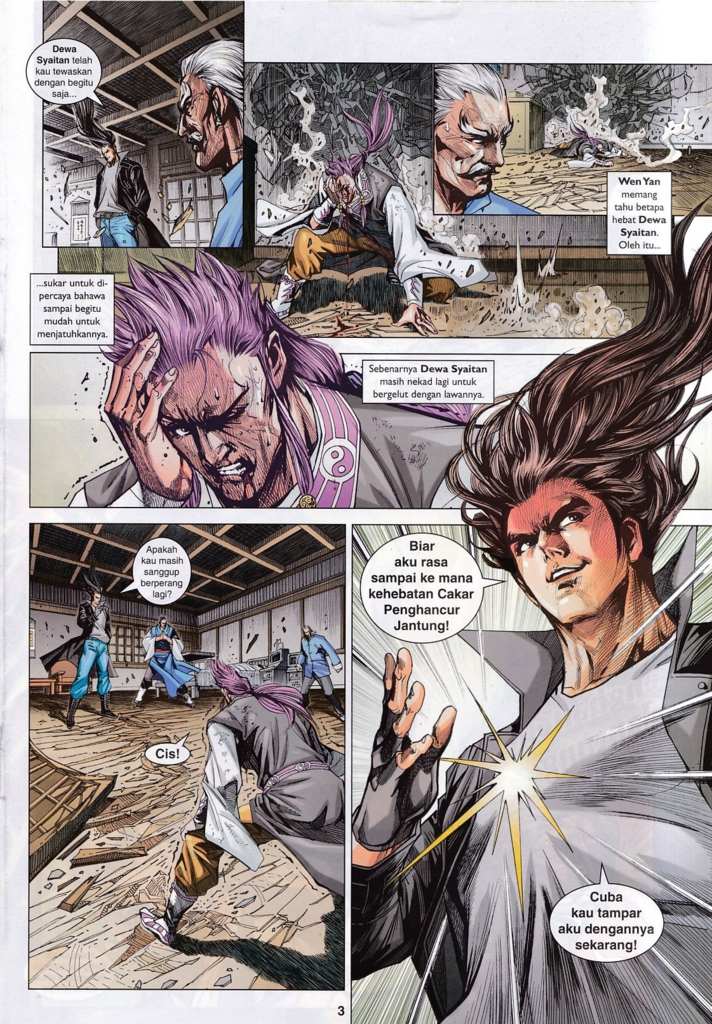 Dewa
Syaitan telah
kau tewaskan
dengan begitu
saja...
Wen Yan
memang
tahu betapa
hebat Dewa
Syaitan.
Oleh itu...
...sukar untuk di-
percaya bahawa
sampai begitu
mudah untuk
menjatuhkannya.
Sebenarnya Dewa Syaitan
masih nekad lagi untuk
bergelut dengan lawannya.
Apakah
kau masih
sanggup
berperang
lagi?
Cis!
Biar
aku rasa
sampai ke mana
kehebatan Cakar
Penghancur
Jantung!
Cuba
kau tampar
aku dengannya
sekarang!
3